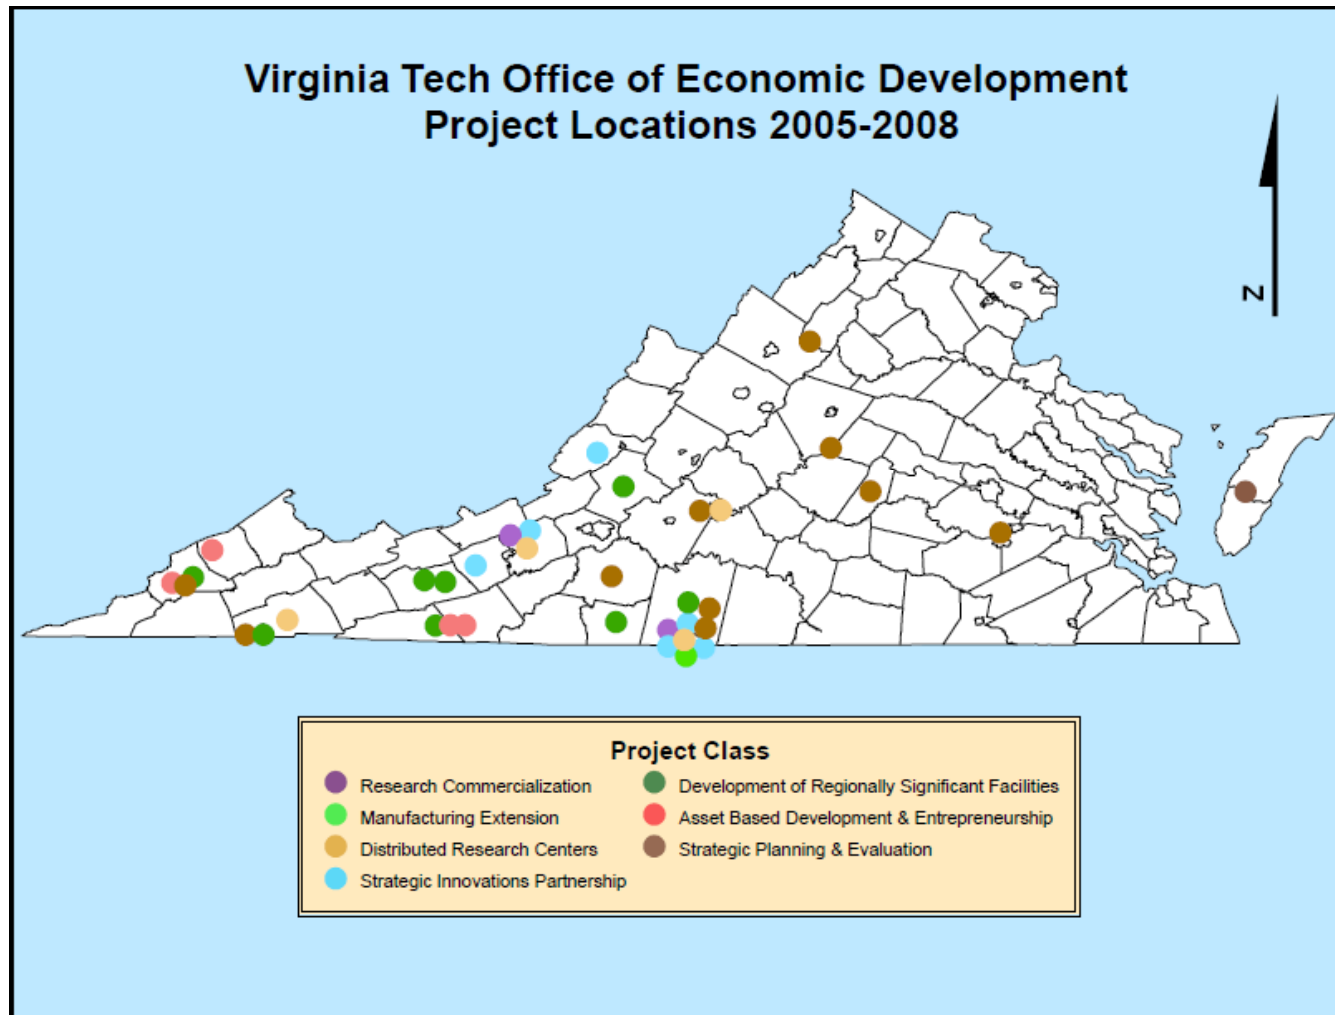 Virginia Tech Office of Economic Development
Project Locations 2005-2008
N
Project Class
Research Commercialization
Manufacturing Extension
Distributed Research Centers
Strategic Innovations Partnership
Development of Regionally Significant Facilities
Asset Based Development & Entrepreneurship
Strategic Planning & Evaluation